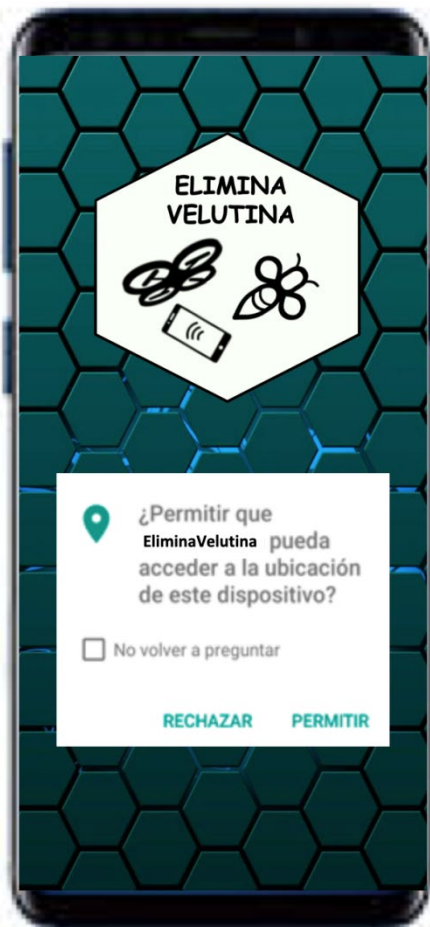 ELIMINA
VELUTINA
¿Permitir que
EliminaVelutina pueda
acceder a la ubicación
de este dispositivo?
No volver a preguntar
RECHAZAR PERMITIR